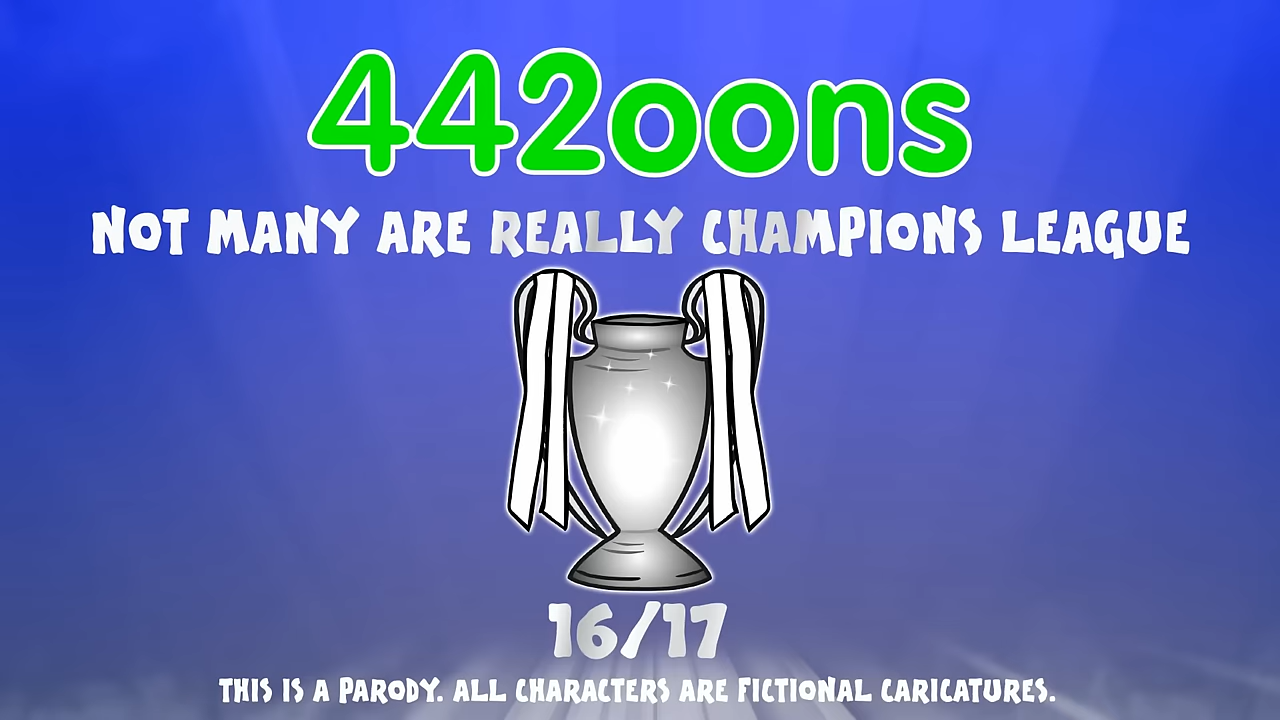 442oons
NOT MANY ARE REALLY CHAMPIONS LEAGUE
16/17
THIS IS A PARODY. ALL CHARACTERS ARE FICTIONAL CARICATURES.